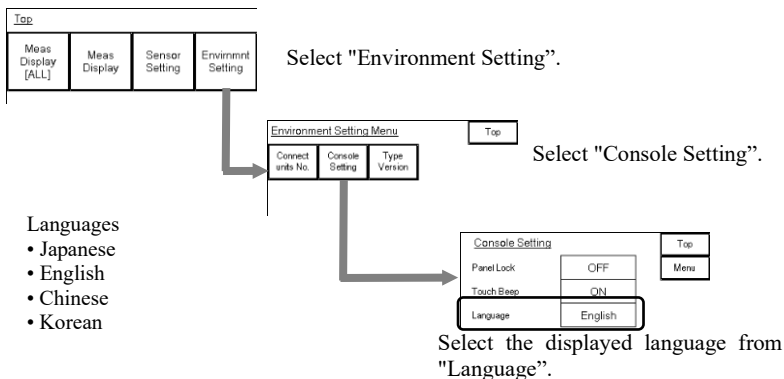 Top
Meas
Display
[ALL]
Meas
Display
Sensor
Setting
Envirnmnt
Setting
Select "Environment Setting”.
Environment Setting Menu
Top
Connect
units No.
Console
Setting
Type
Version
Select "Console Setting”.
Languages
• Japanese
• English
• Chinese
• Korean
Console Setting
Top
Panel Lock
OFF
Menu
Touch Beep
ON
Language
English
Select the displayed language from
"Language”.